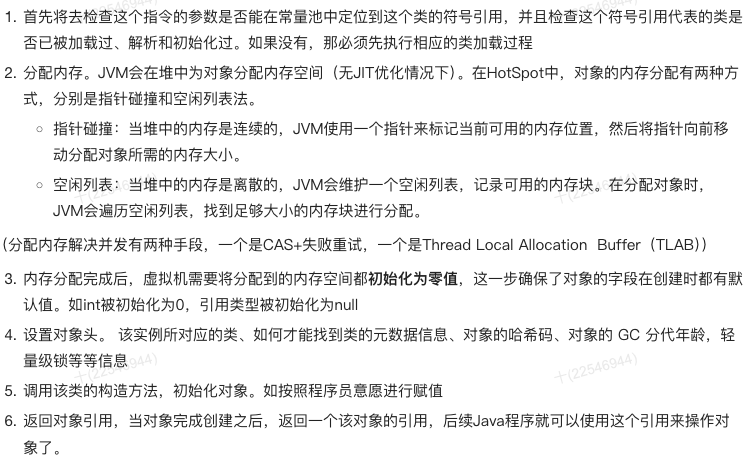 1. 首先将去检查这个指令的参数是否能在常量池中定位到这个类的符号引用，并且检查这个符号引用代表的类是
否已被加载过、解析和初始化过。如果没有，那必须先执行相应的类加载过程
2. 分配内存。JVM会在堆中为对象分配内存空间（无JIT优化情况下）。在HotSpot中，对象的内存分配有两种方
式，分别是指针碰撞和空闲列表法。
○ 指针碰撞：当堆中的内存是连续的，JVM使用一个指针来标记当前可用的内存位置，然后将指针向前移
动分配对象所需的内存大小。
○ 空闲列表：当堆中的内存是离散的，JVM会维护一个空闲列表，记录可用的内存块。在分配对象时，
JVM会遍历空闲列表，找到足够大小的内存块进行分配。
（分配内存解决并发有两种手段，一个是CAS+失败重试，一个是Thread Local Allocation Buffer（TLAB））
3. 内存分配完成后，虚拟机需要将分配到的内存空间都初始化为零值，这一步确保了对象的字段在创建时都有默
认值。如int被初始化为0，引用类型被初始化为null
4. 设置对象头。 该实例所对应的类、如何才能找到类的元数据信息、对象的哈希码、对象的 GC 分代年龄，轻
量级锁等等信息
5. 调用该类的构造方法，初始化对象。如按照程序员意愿进行赋值
6. 返回对象引用，当对象完成创建之后，返回一个该对象的引用，后续Java程序就可以使用这个引用来操作对
象了。
十(22546944)
十(22546944)